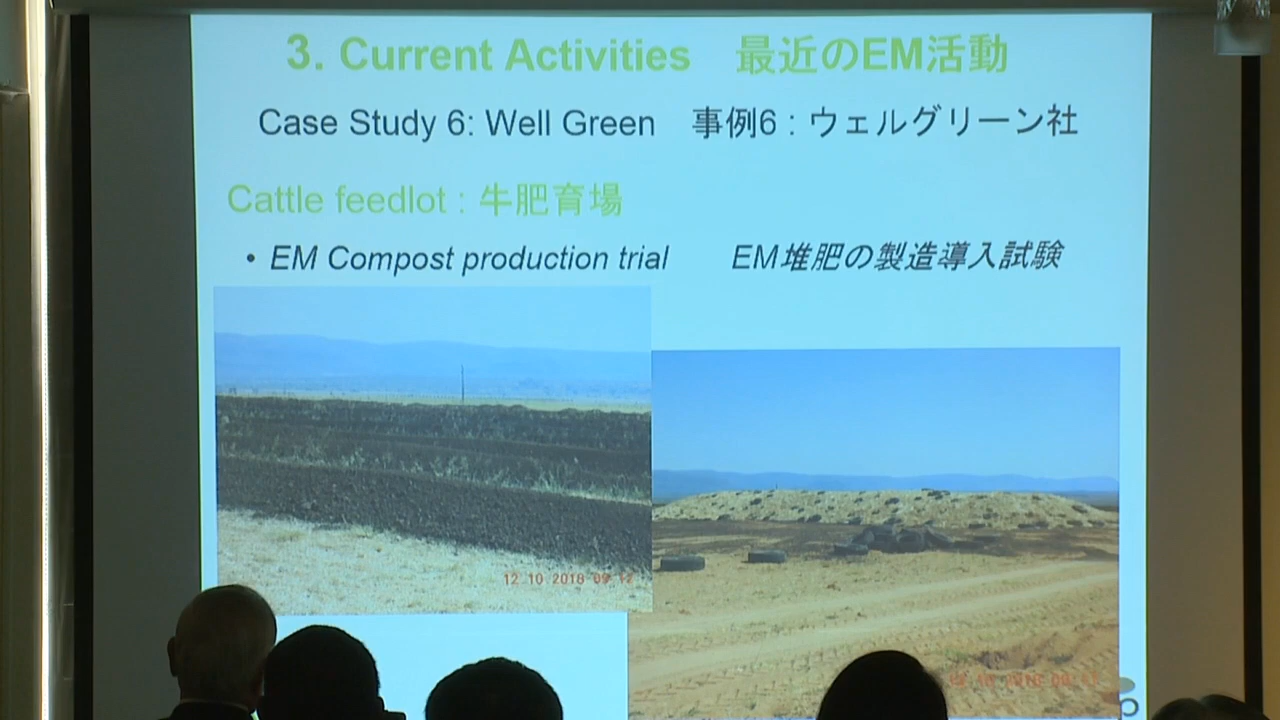 3. Current Activities 最近のEM活動
Case Study 6: Well Green 事例6：ウェルグリーン社
Cattle feedlot : 牛肥育場
• EM Compost production trial EM堆肥の製造導入試験
12 10 2018 09:12